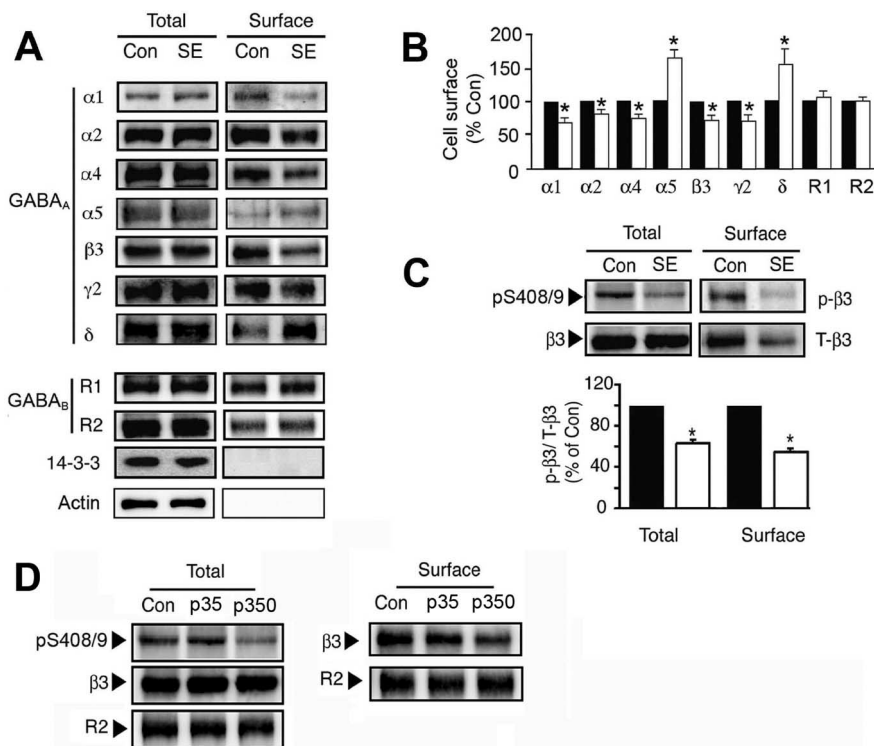 A
Total Surface
Con SE Con SE
GABAA
α1
α2
α4
α5
β3
γ2
δ
GABAB
R1
R2
14-3-3
Actin
B
Cell surface
(% Con)
200
150
100
50
0
* * * * * * *
α1 α2 α4 α5 β3 γ2 δ R1 R2
C
Total Surface
Con SE Con SE
pS408/9 p-β3
β3 T-β3
p-β3/ T-β3
(% of Con)
120
80
40
0
* *
Total Surface
D
Total
Con p35 p350
pS408/9
β3
R2
Surface
Con p35 p350
β3
R2